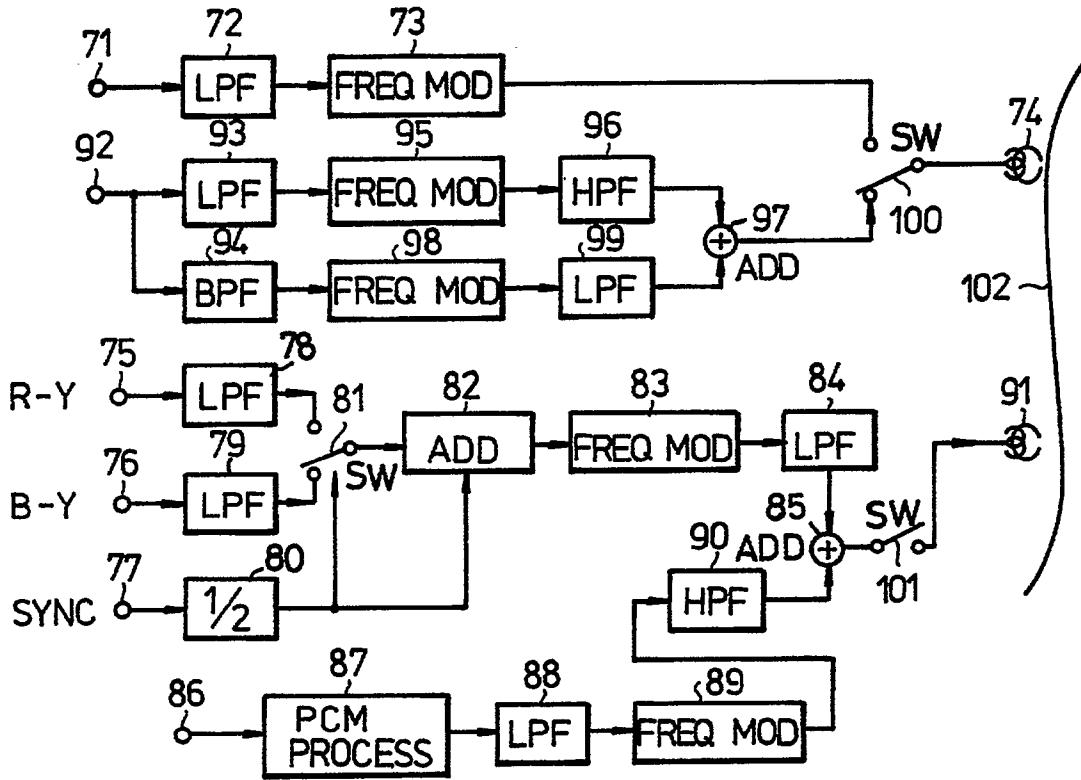 71
72
73
LPF
FREQ MOD
92
93
95
96
SW
74
LPF
FREQ MOD
HPF
100
94
98
99
97
BPF
FREQ MOD
LPF
ADD
102
75
78
R-Y
LPF
81
82
83
84
91
76
79
ADD
FREQ MOD
LPF
B-Y
LPF
SW
85
SW
77
80
90
ADD
101
SYNC
1/2
HPF
86
87
88
89
PCM
PROCESS
LPF
FREQ MOD